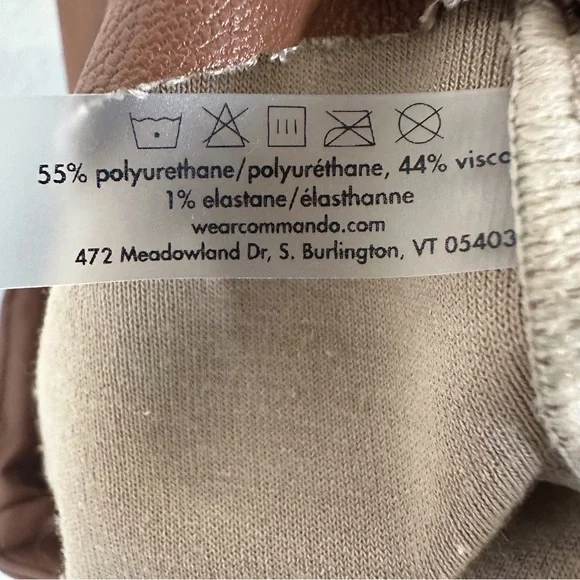 55% polyurethane/polyuréthane, 44% visco
1% elastane/élasthanne
wearcommando.com
472 Meadowland Dr, S. Burlington, VT 05403